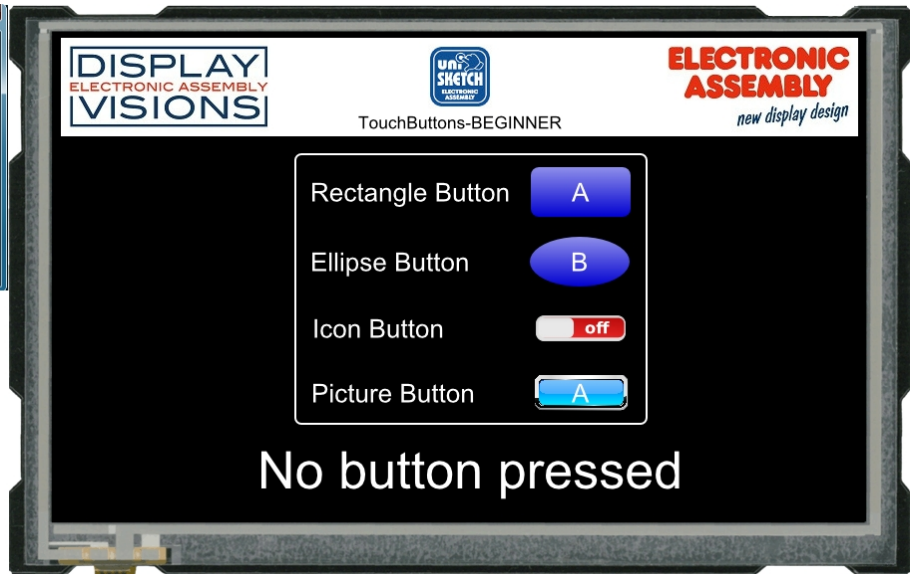 DISPLAY
ELECTRONIC ASSEMBLY
VISIONS
uni
SKETCH
ELECTRONIC
ASSEMBLY
TouchButtons-BEGINNER
ELECTRONIC
ASSEMBLY
new display design
Rectangle Button A
Ellipse Button B
Icon Button off
Picture Button A
No button pressed